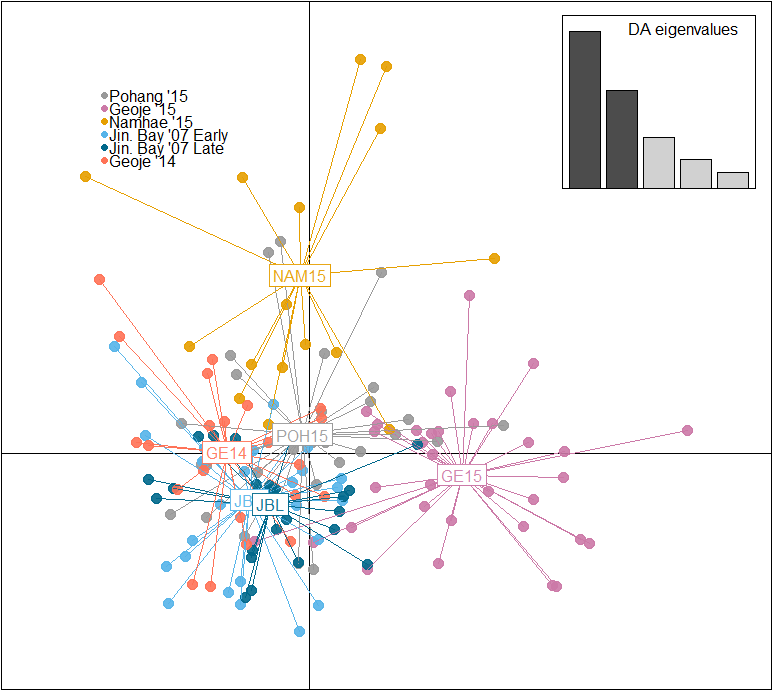 DA eigenvalues
Pohang '15
Geoje '15
Namhae '15
Jin. Bay '07 Early
Jin. Bay '07 Late
Geoje '14
NAM15
POH15
GE14
GE15
JB
JBL